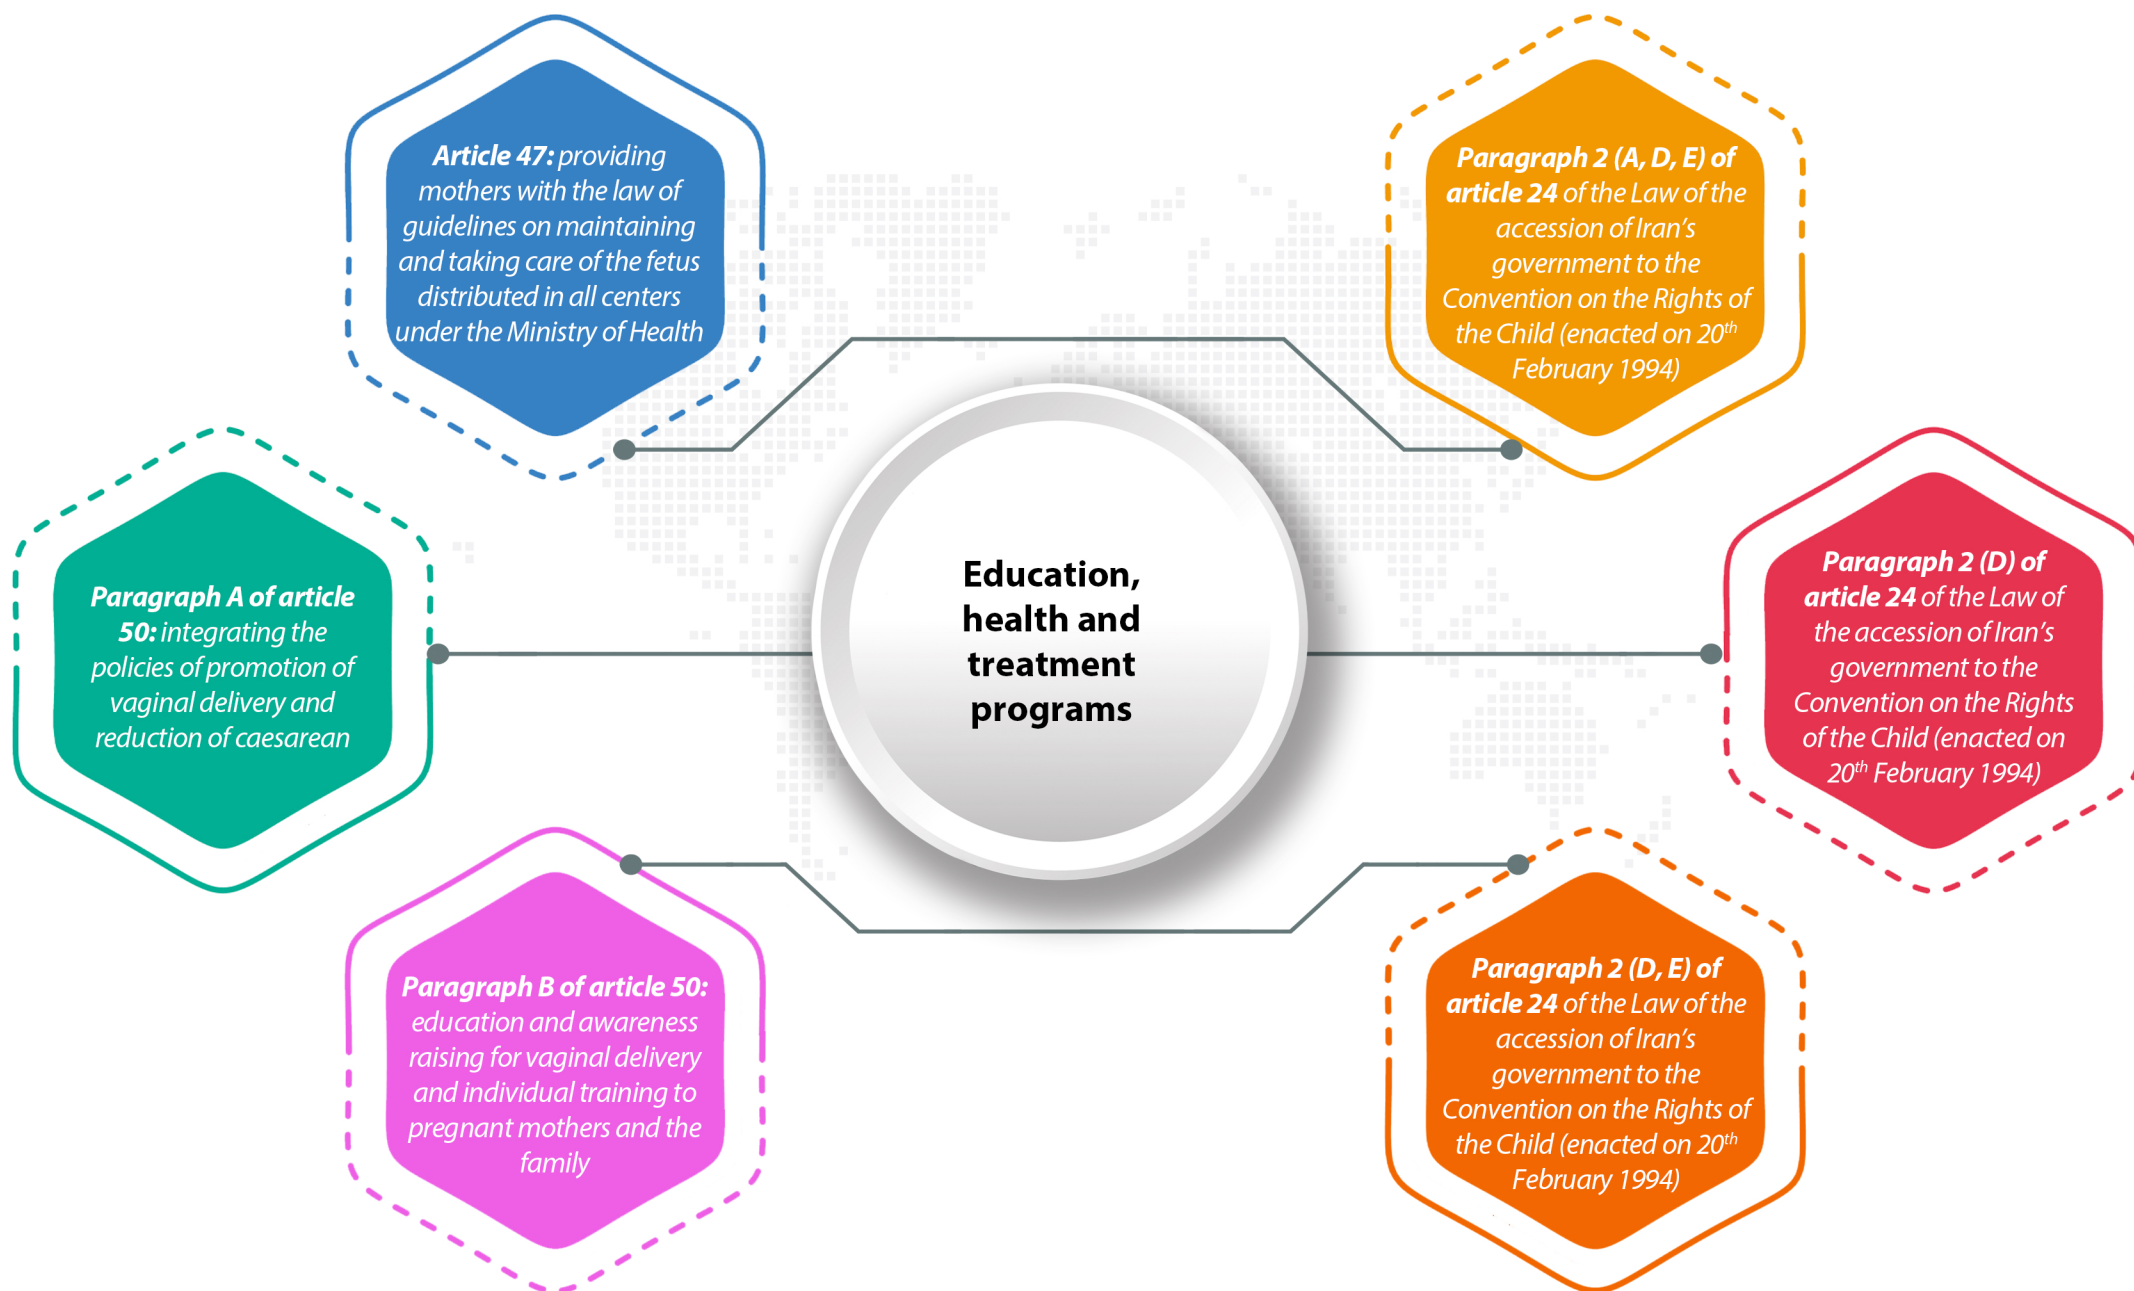 Article 47: providing
mothers with the law of
guidelines on maintaining
and taking care of the fetus
distributed in all centers
under the Ministry of Health
Paragraph 2 (A, D, E) of
article 24 of the Law of the
accession of Iran's
government to the
Convention on the Rights of
the Child (enacted on 20th
February 1994)
Paragraph A of article
50: integrating the
policies of promotion of
vaginal delivery and
reduction of caesarean
Education,
health and
treatment
programs
Paragraph 2 (D) of
article 24 of the Law of
the accession of Iran's
government to the
Convention on the Rights
of the Child (enacted on
20th February 1994)
Paragraph B of article 50:
education and awareness
raising for vaginal delivery
and individual training to
pregnant mothers and the
family
Paragraph 2 (D, E) of
article 24 of the Law of the
accession of Iran's
government to the
Convention on the Rights of
the Child (enacted on 20th
February 1994)